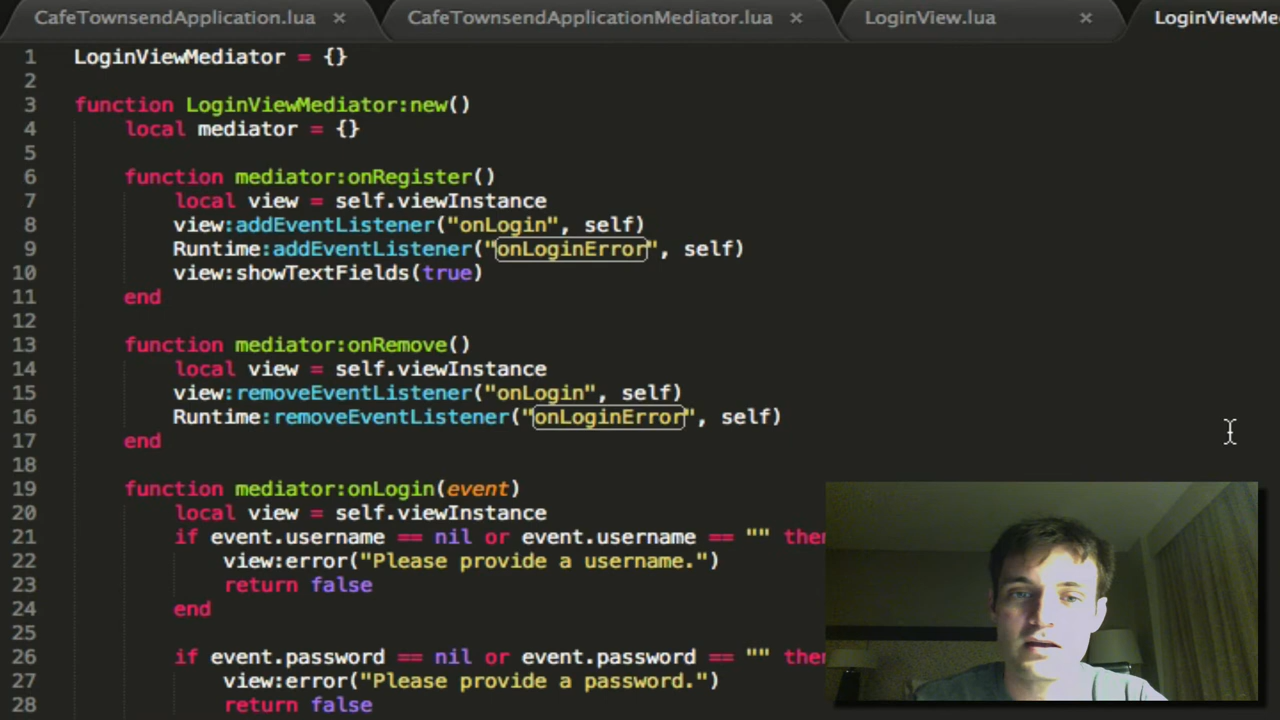 CafeTownsendApplication.lua × CafeTownsendApplicationMediator.lua × LoginView.lua × LoginViewMe
1 LoginViewMediator = {}
2
3 function LoginViewMediator:new()
4 local mediator = {}
5
6 function mediator:onRegister()
7 local view = self.viewInstance
8 view:addEventListener("onLogin", self)
9 Runtime:addEventListener("onLoginError", self)
10 view:showTextFields(true)
11 end
12
13 function mediator:onRemove()
14 local view = self.viewInstance
15 view:removeEventListener("onLogin", self)
16 Runtime:removeEventListener("onLoginError", self)
17 end
18
19 function mediator:onLogin(event)
20 local view = self.viewInstance
21 if event.username == nil or event.username == "" then
22 view:error("Please provide a username.")
23 return false
24 end
25
26 if event.password == nil or event.password == "" then
27 view:error("Please provide a password.")
28 return false